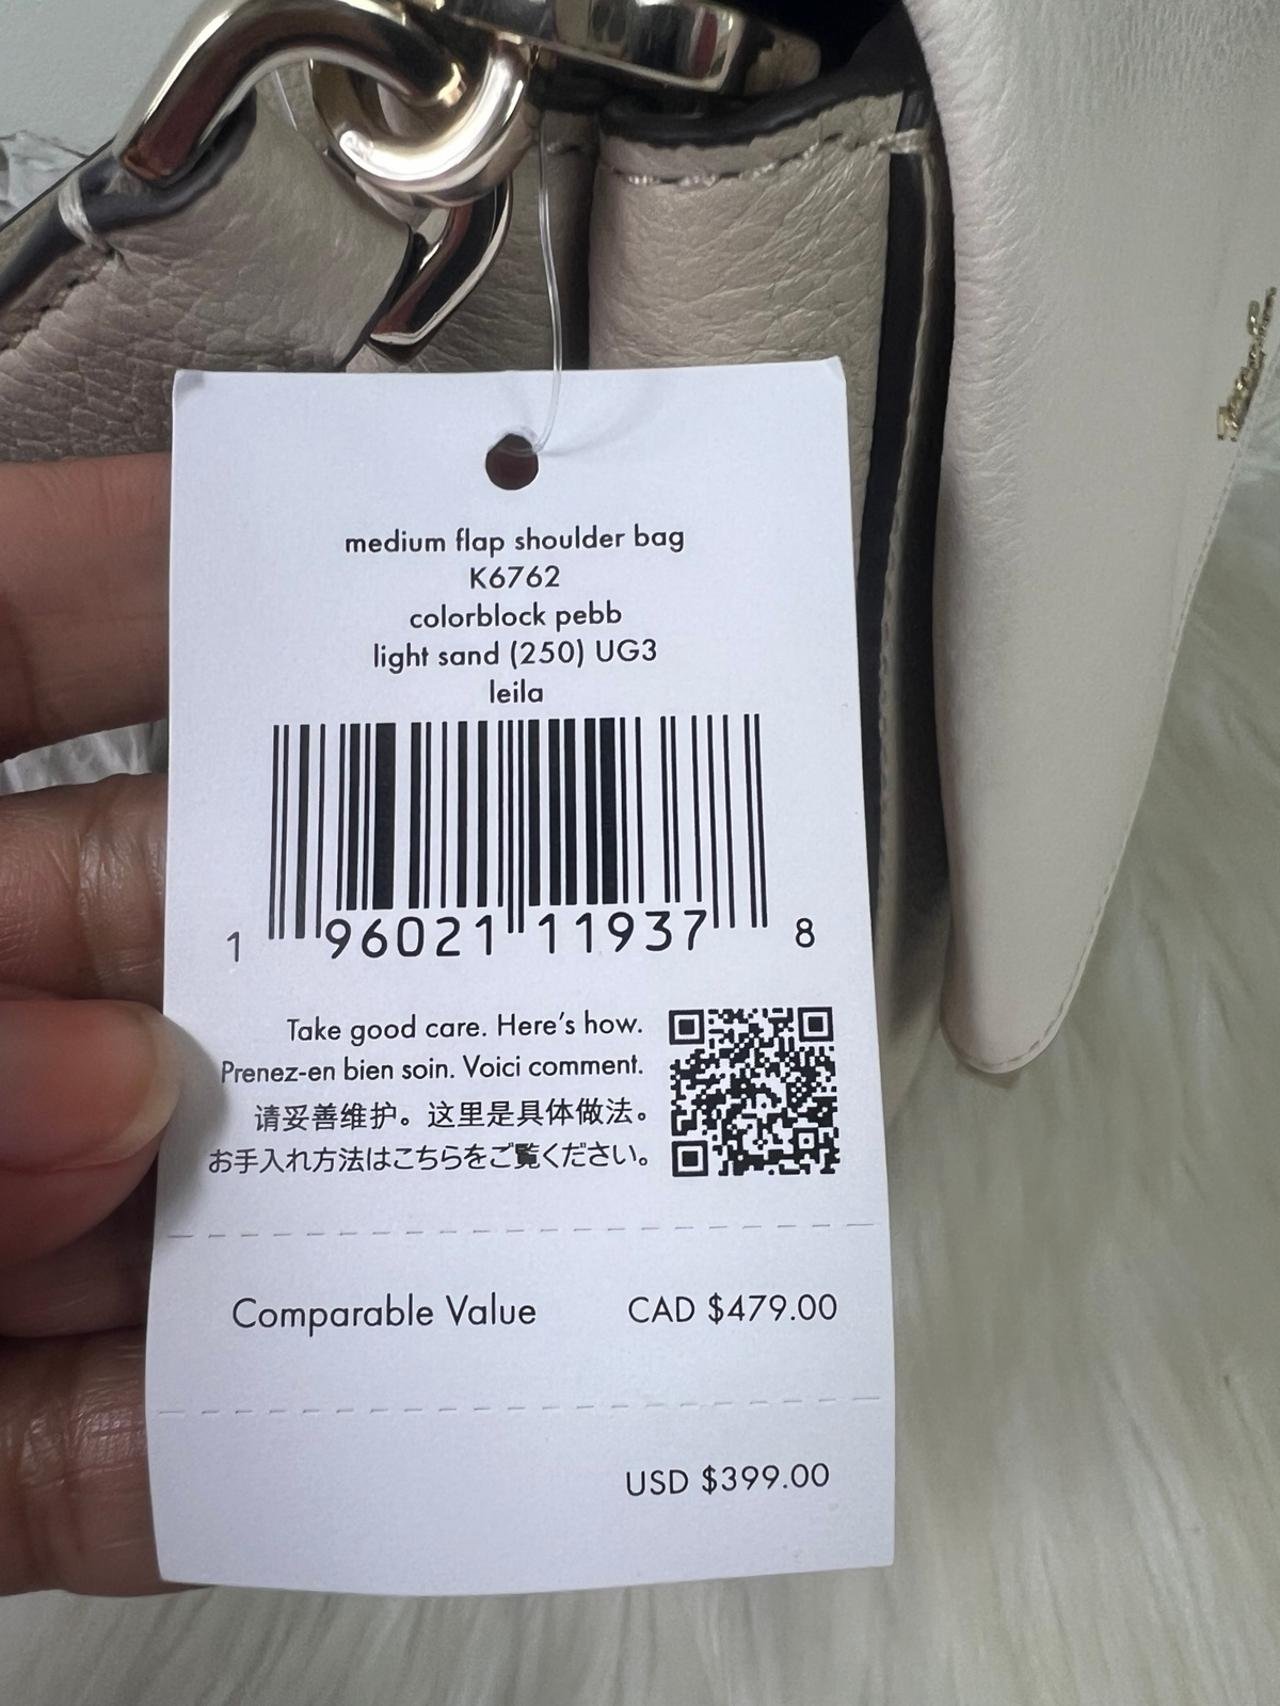 medium flap shoulder bag
K6762
colorblock pebb
light sand (250) UG3
leila
1 96021 11937 8
Take good care. Here's how.
Prenez-en bien soin. Voici comment.
请妥善维护。这里是具体做法。
お手入れ方法はこちらをご覧ください。
Comparable Value CAD $479.00
USD $399.00